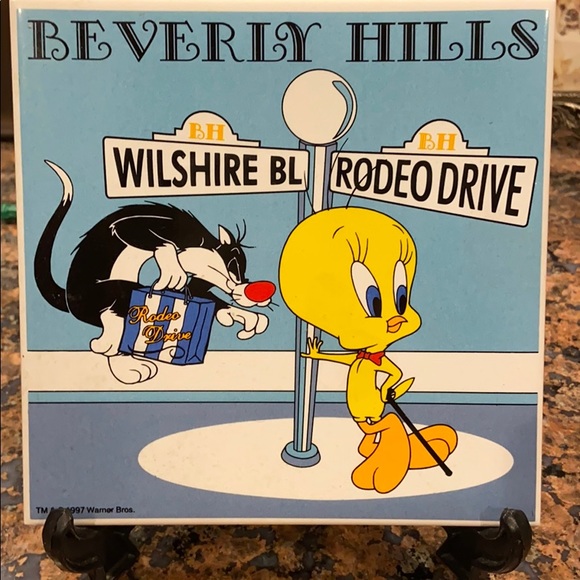 BEVERLY HILLS
BH
WILSHIRE BL
BH
RODEO DRIVE
Rodeo
Drive
TM & © 1997 Warner Bros.